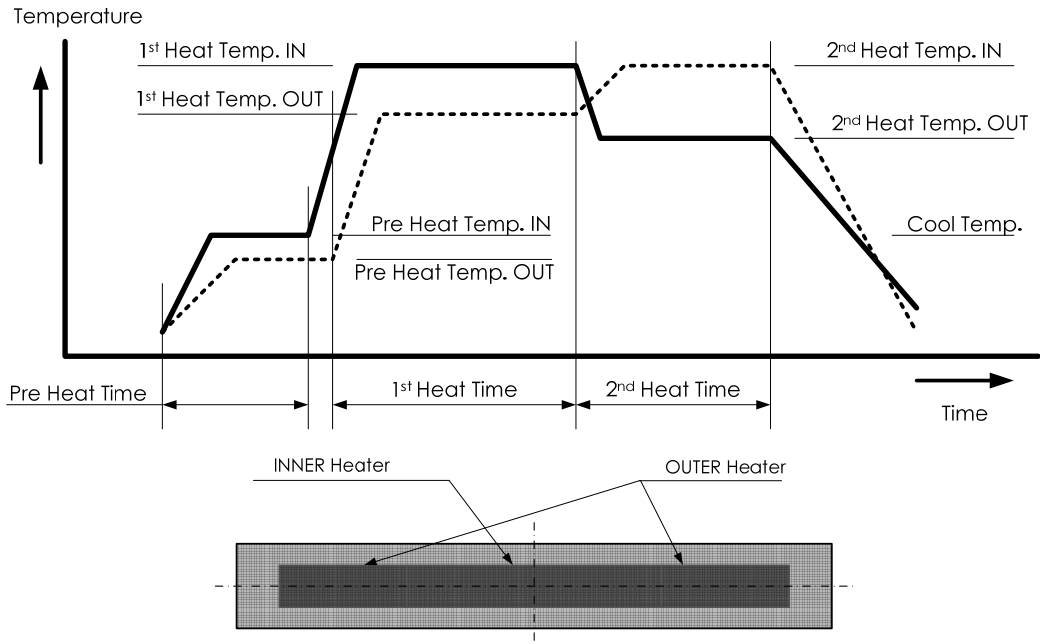 Temperature
1st Heat Temp. IN
2nd Heat Temp. IN
1st Heat Temp. OUT
2nd Heat Temp. OUT
Pre Heat Temp. IN
Cool Temp.
Pre Heat Temp. OUT
Pre Heat Time
1st Heat Time
2nd Heat Time
Time
INNER Heater
OUTER Heater